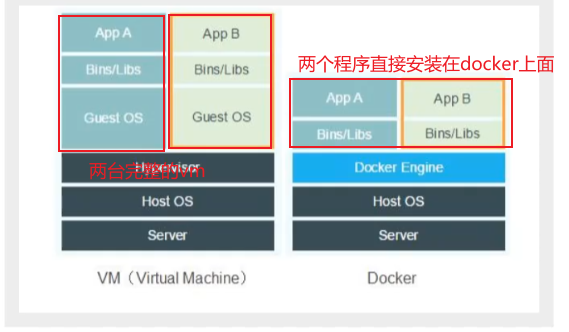 App A
App B
Bins/Libs
Bins/Libs
Guest OS
Guest OS
两台完整的vm
Hypervisor
Host OS
Server
VM（Virtual Machine）
两个程序直接安装在docker上面
App A
App B
Bins/Libs
Bins/Libs
Docker Engine
Host OS
Server
Docker